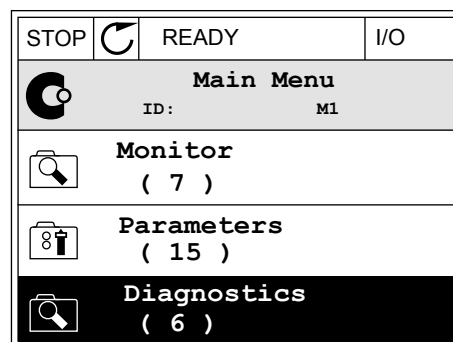 STOP READY I/O
Main Menu
ID: M1
Monitor
( 7 )
Parameters
( 15 )
Diagnostics
( 6 )